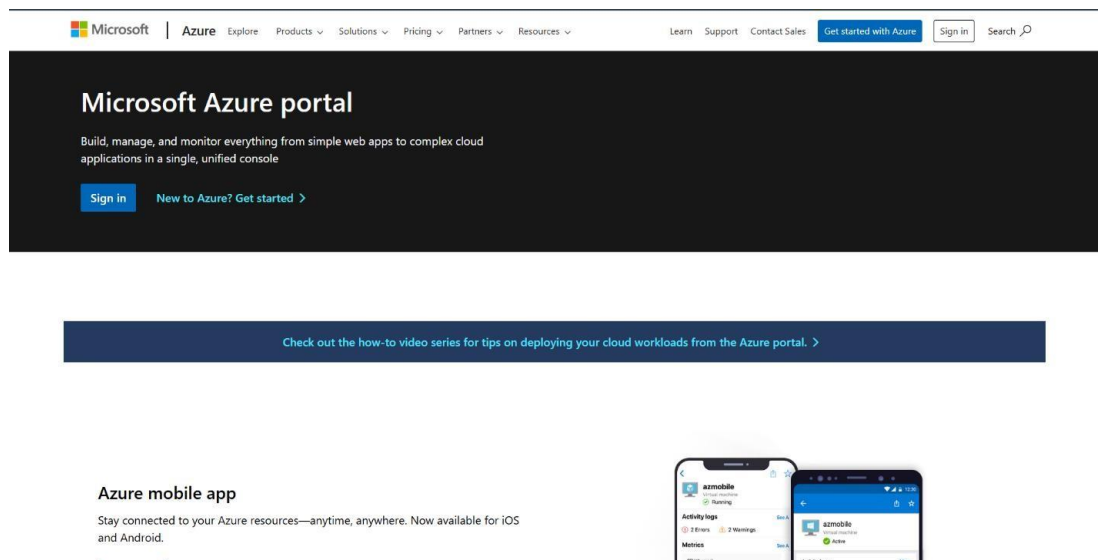 Microsoft Azure Explore Products Solutions Pricing Partners Resources Learn Support Contact Sales Get started with Azure Sign in Search
Microsoft Azure portal
Build, manage, and monitor everything from simple web apps to complex cloud
applications in a single, unified console
Sign in New to Azure? Get started
Check out the how-to video series for tips on deploying your cloud workloads from the Azure portal.
Azure mobile app
Stay connected to your Azure resources—anytime, anywhere. Now available for iOS
and Android.
azmobile
Virtual machine
Running
Activity logs See A
2 Errors 2 Warnings
Metrics See A
12:30
azmobile
Virtual machine
Active